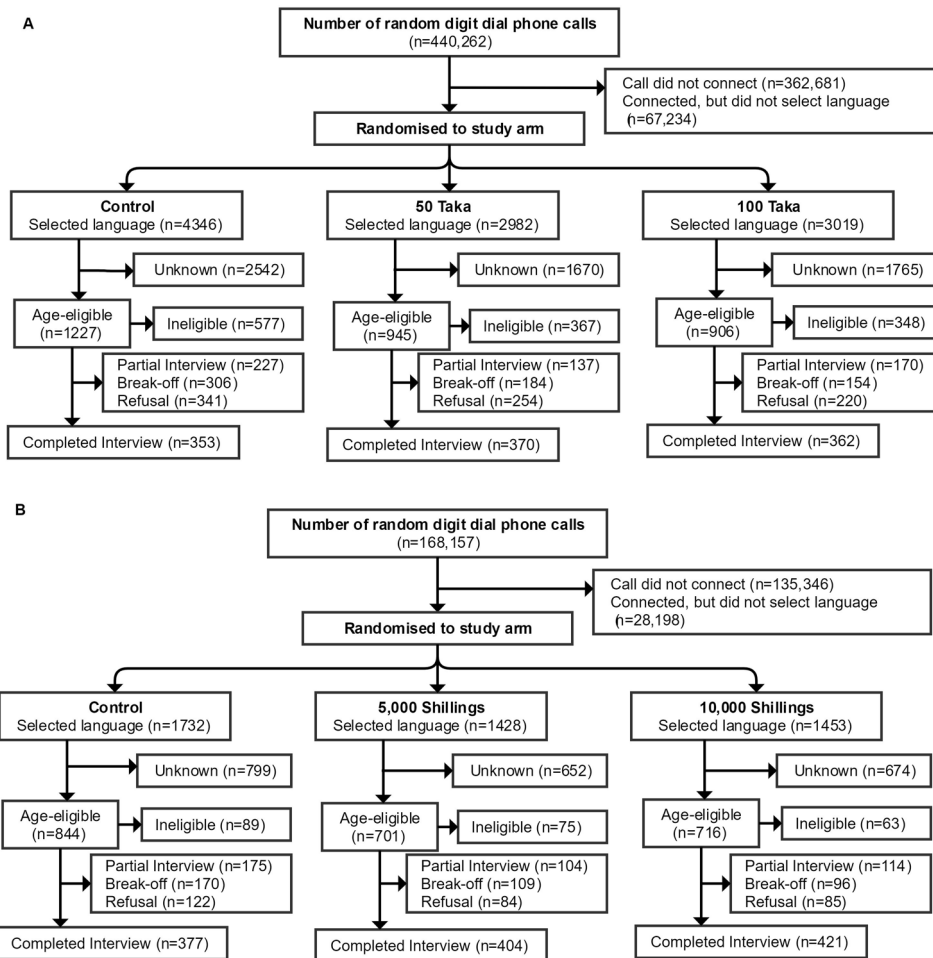 A
Number of random digit dial phone calls
(n=440,262)
Call did not connect (n=362,681)
Connected, but did not select language
(n=67,234)
Randomised to study arm
Control
Selected language (n=4346)
50 Taka
Selected language (n=2982)
100 Taka
Selected language (n=3019)
Unknown (n=2542)
Unknown (n=1670)
Unknown (n=1765)
Age-eligible
(n=1227)
Ineligible (n=577)
Age-eligible
(n=945)
Ineligible (n=367)
Age-eligible
(n=906)
Ineligible (n=348)
Partial Interview (n=227)
Break-off (n=306)
Refusal (n=341)
Partial Interview (n=137)
Break-off (n=184)
Refusal (n=254)
Partial Interview (n=170)
Break-off (n=154)
Refusal (n=220)
Completed Interview (n=353)
Completed Interview (n=370)
Completed Interview (n=362)
B
Number of random digit dial phone calls
(n=168,157)
Call did not connect (n=135,346)
Connected, but did not select language
(n=28,198)
Randomised to study arm
Control
Selected language (n=1732)
5,000 Shillings
Selected language (n=1428)
10,000 Shillings
Selected language (n=1453)
Unknown (n=799)
Unknown (n=652)
Unknown (n=674)
Age-eligible
(n=844)
Ineligible (n=89)
Age-eligible
(n=701)
Ineligible (n=75)
Age-eligible
(n=716)
Ineligible (n=63)
Partial Interview (n=175)
Break-off (n=170)
Refusal (n=122)
Partial Interview (n=104)
Break-off (n=109)
Refusal (n=84)
Partial Interview (n=114)
Break-off (n=96)
Refusal (n=85)
Completed Interview (n=377)
Completed Interview (n=404)
Completed Interview (n=421)